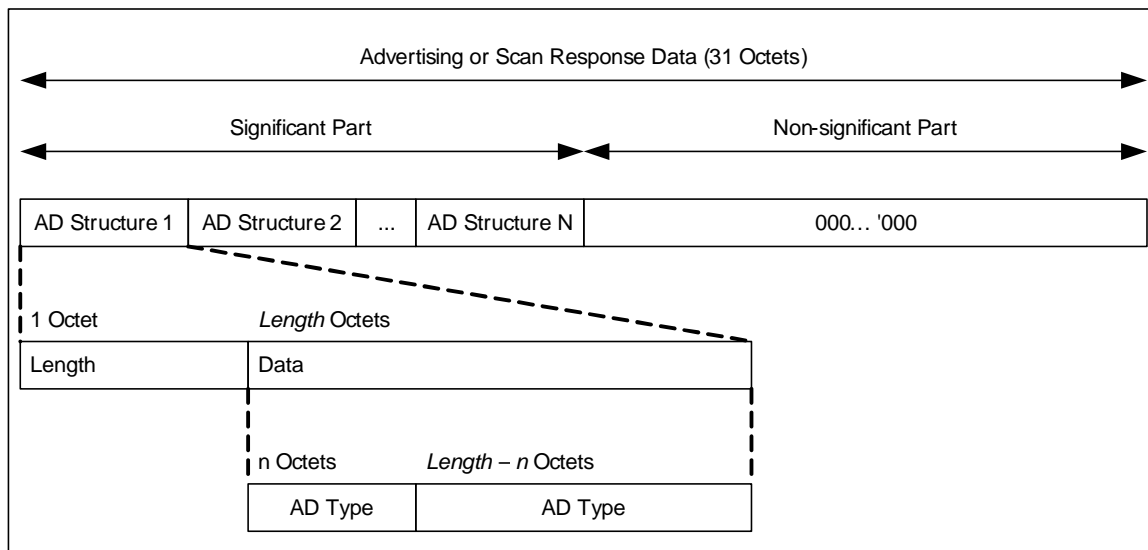 Advertising or Scan Response Data (31 Octets)
Significant Part Non-significant Part
AD Structure 1 AD Structure 2 ... AD Structure N 000… '000
1 Octet Length Octets
Length Data
n Octets Length – n Octets
AD Type AD Type